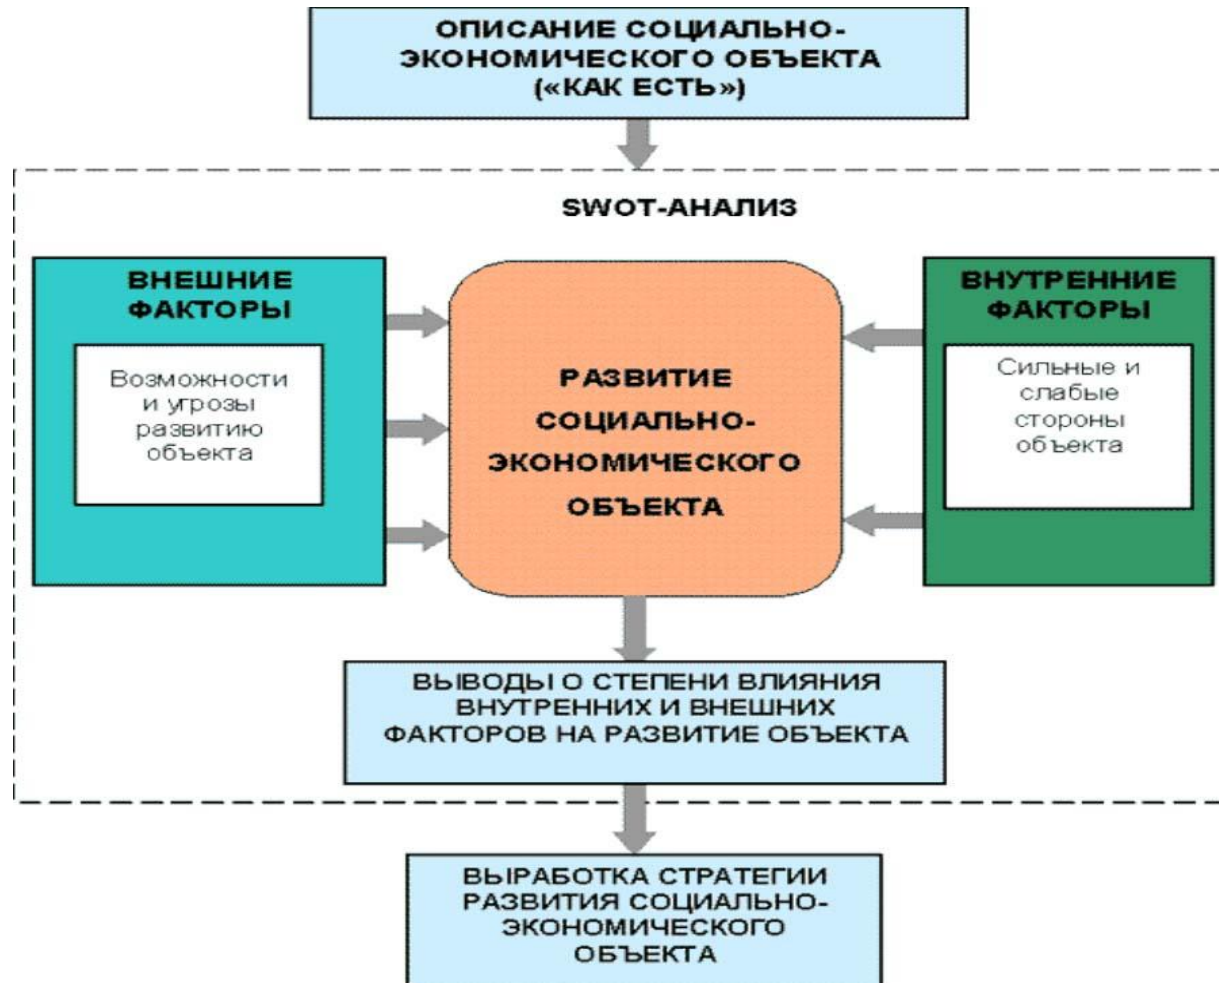 ОПИСАНИЕ СОЦИАЛЬНО-
ЭКОНОМИЧЕСКОГО ОБЪЕКТА
(«КАК ЕСТЬ»)
SWOT-АНАЛИЗ
ВНЕШНИЕ
ФАКТОРЫ
Возможности
и угрозы
развитию
объекта
РАЗВИТИЕ
СОЦИАЛЬНО-
ЭКОНОМИЧЕСКОГО
ОБЪЕКТА
ВНУТРЕННИЕ
ФАКТОРЫ
Сильные и
слабые
стороны
объекта
ВЫВОДЫ О СТЕПЕНИ ВЛИЯНИЯ
ВНУТРЕННИХ И ВНЕШНИХ
ФАКТОРОВ НА РАЗВИТИЕ ОБЪЕКТА
ВЫРАБОТКА СТРАТЕГИИ
РАЗВИТИЯ СОЦИАЛЬНО-
ЭКОНОМИЧЕСКОГО
ОБЪЕКТА